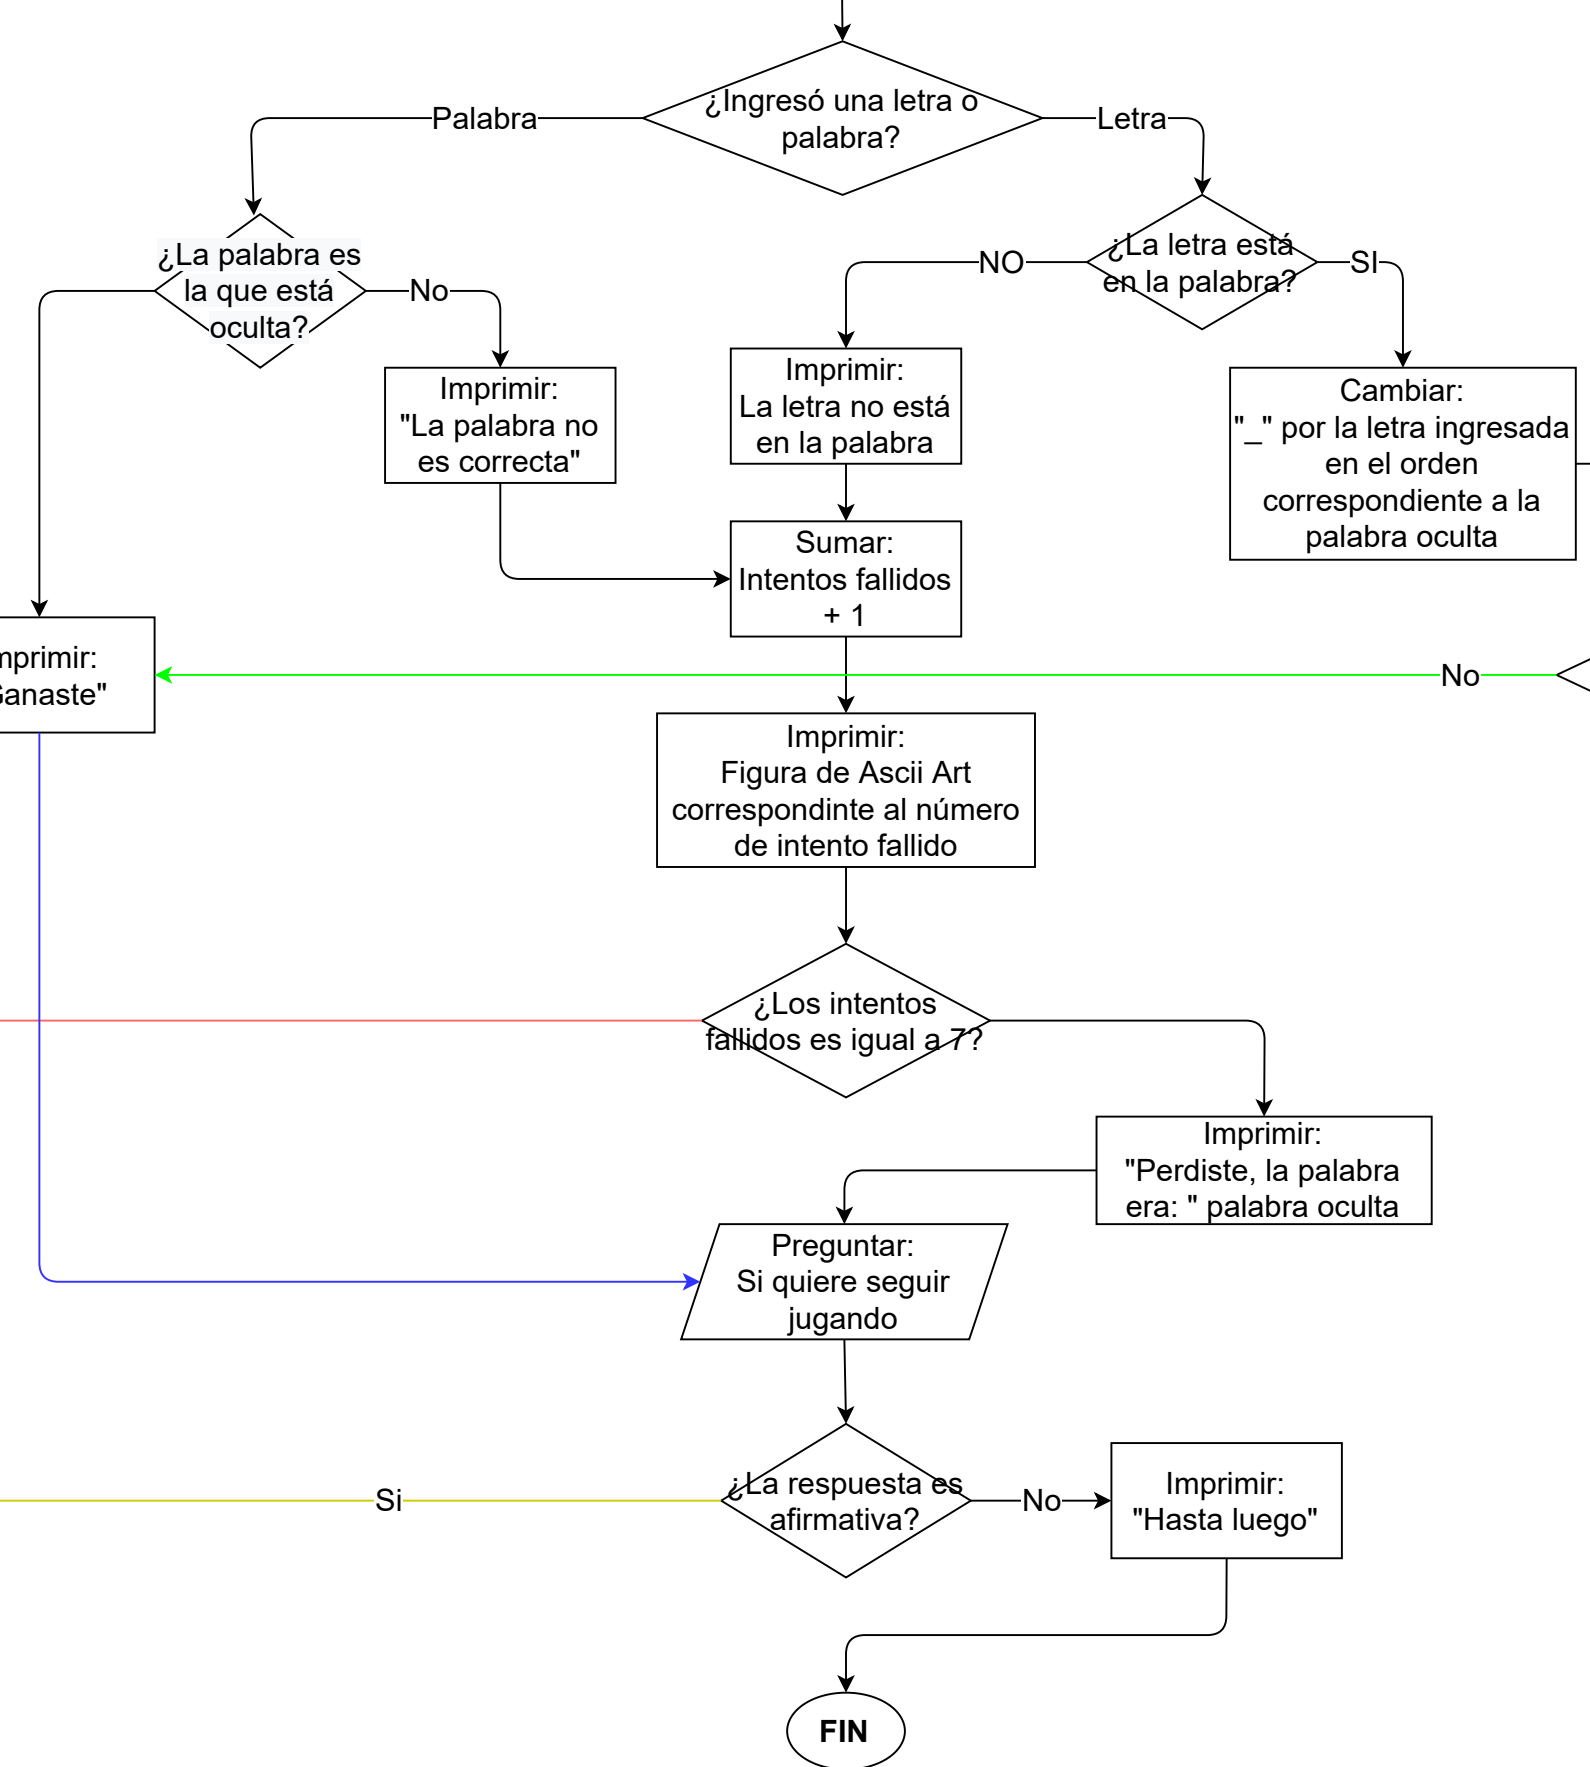 ¿Ingresó una letra o
palabra?
Palabra
Letra
¿La palabra es
la que está
oculta?
No
¿La letra está
en la palabra?
NO
SI
Imprimir:
"La palabra no
es correcta"
Imprimir:
La letra no está
en la palabra
Cambiar:
"_" por la letra ingresada
en el orden
correspondiente a la
palabra oculta
Sumar:
Intentos fallidos
+ 1
mprimir:
Ganaste"
No
Imprimir:
Figura de Ascii Art
correspondinte al número
de intento fallido
¿Los intentos
fallidos es igual a 7?
Imprimir:
"Perdiste, la palabra
era: " palabra oculta
Preguntar:
Si quiere seguir
jugando
¿La respuesta es
afirmativa?
Si
No
Imprimir:
"Hasta luego"
FIN